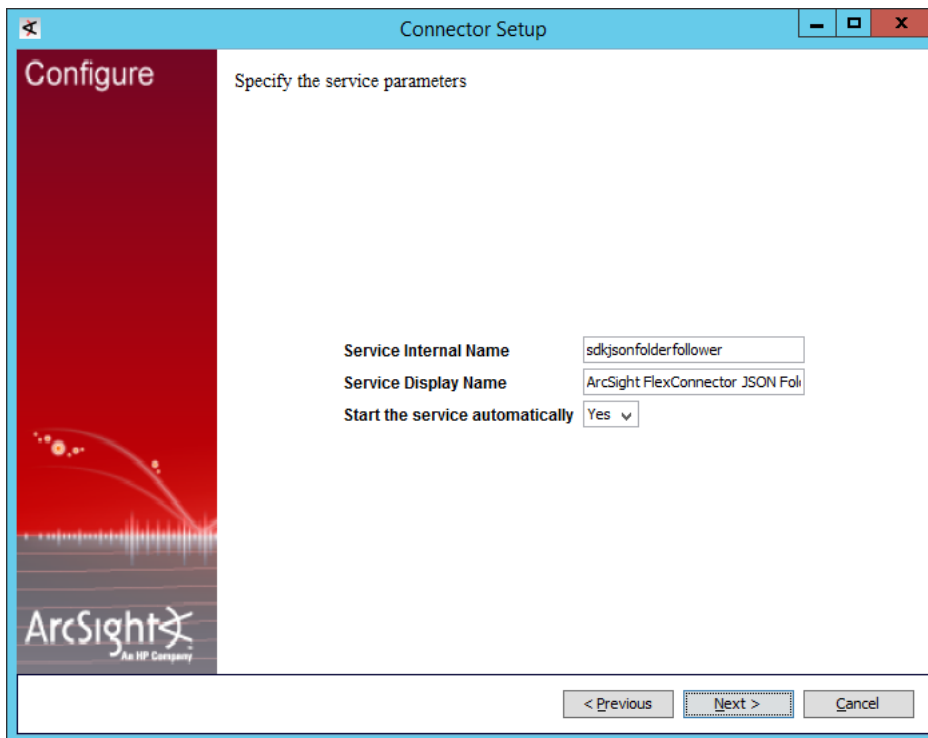 Connector Setup
Configure
Specify the service parameters
Service Internal Name sdkjsonfolderfollower
Service Display Name ArcSight FlexConnector JSON Fol
Start the service automatically Yes
ArcSight
An HP Company
< Previous Next > Cancel